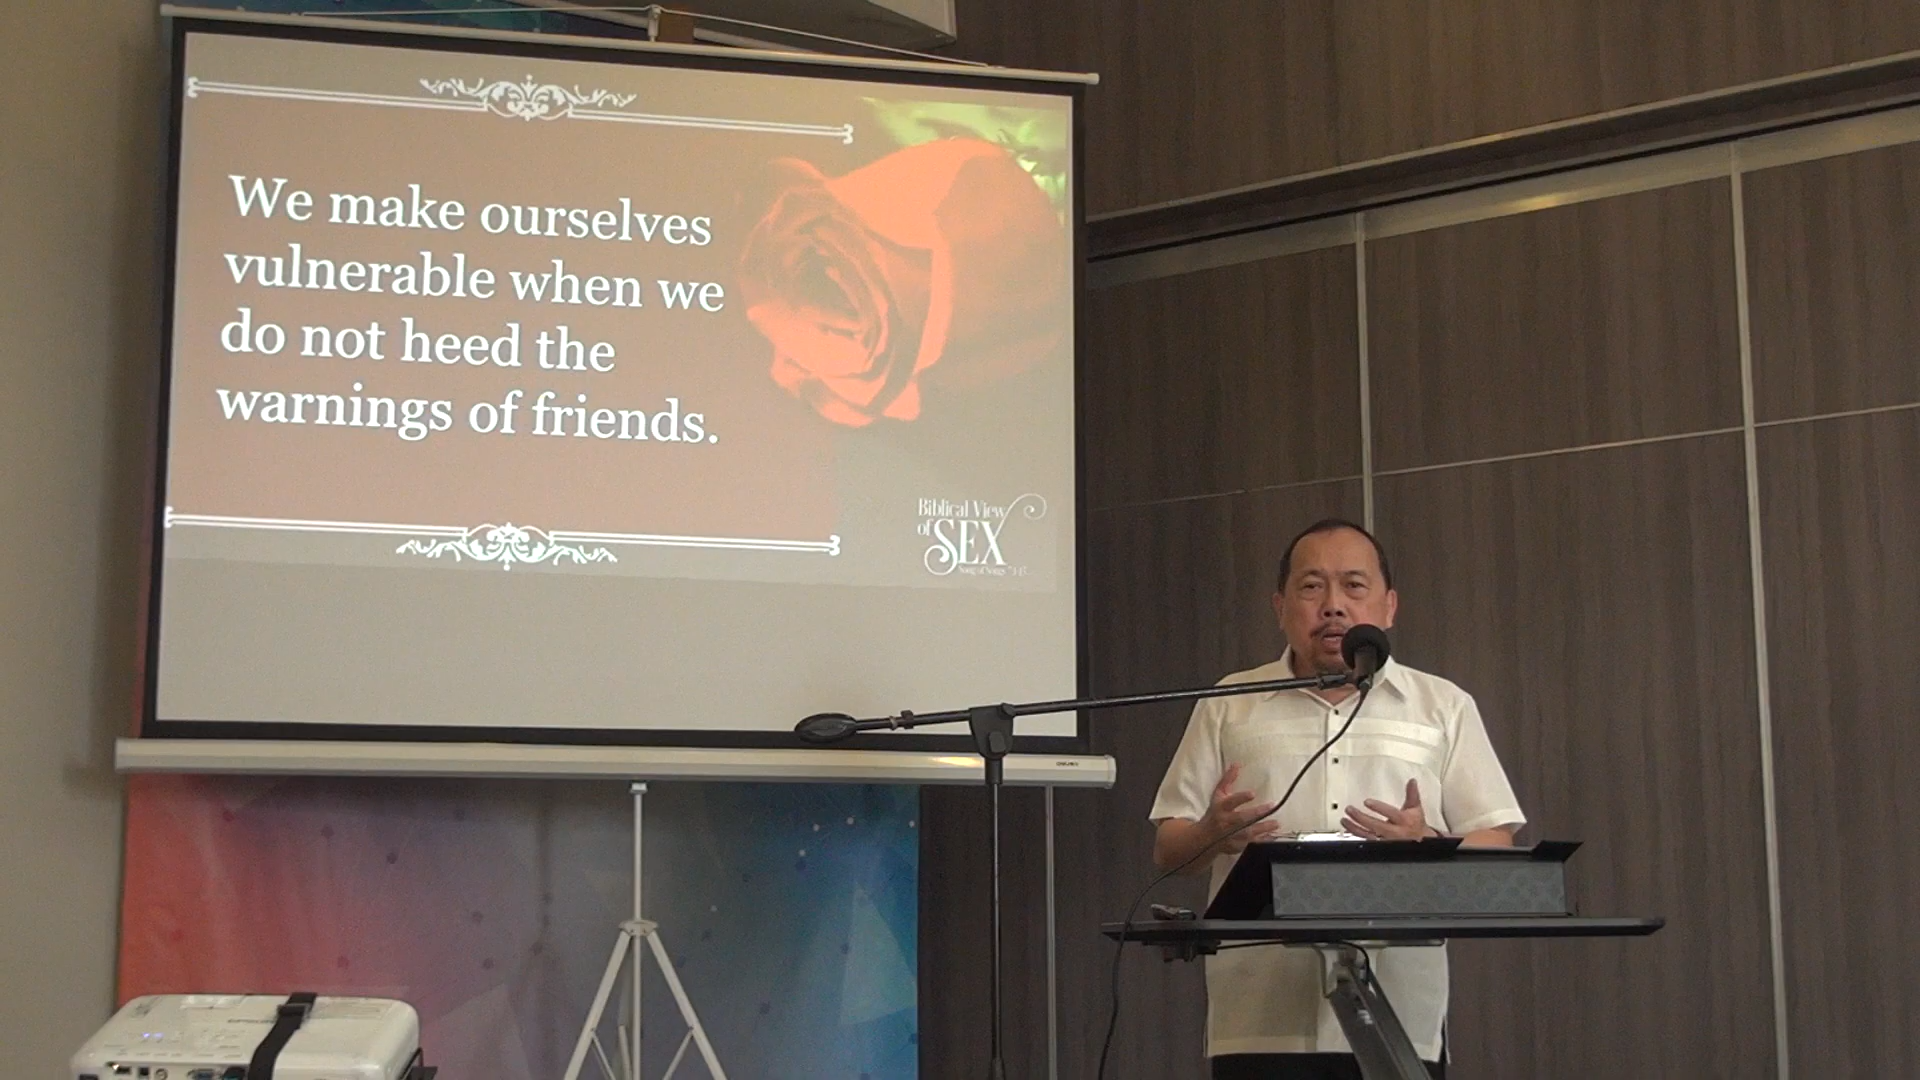 We make ourselves
vulnerable when we
do not heed the
warnings of friends.
Biblical View
of SEX